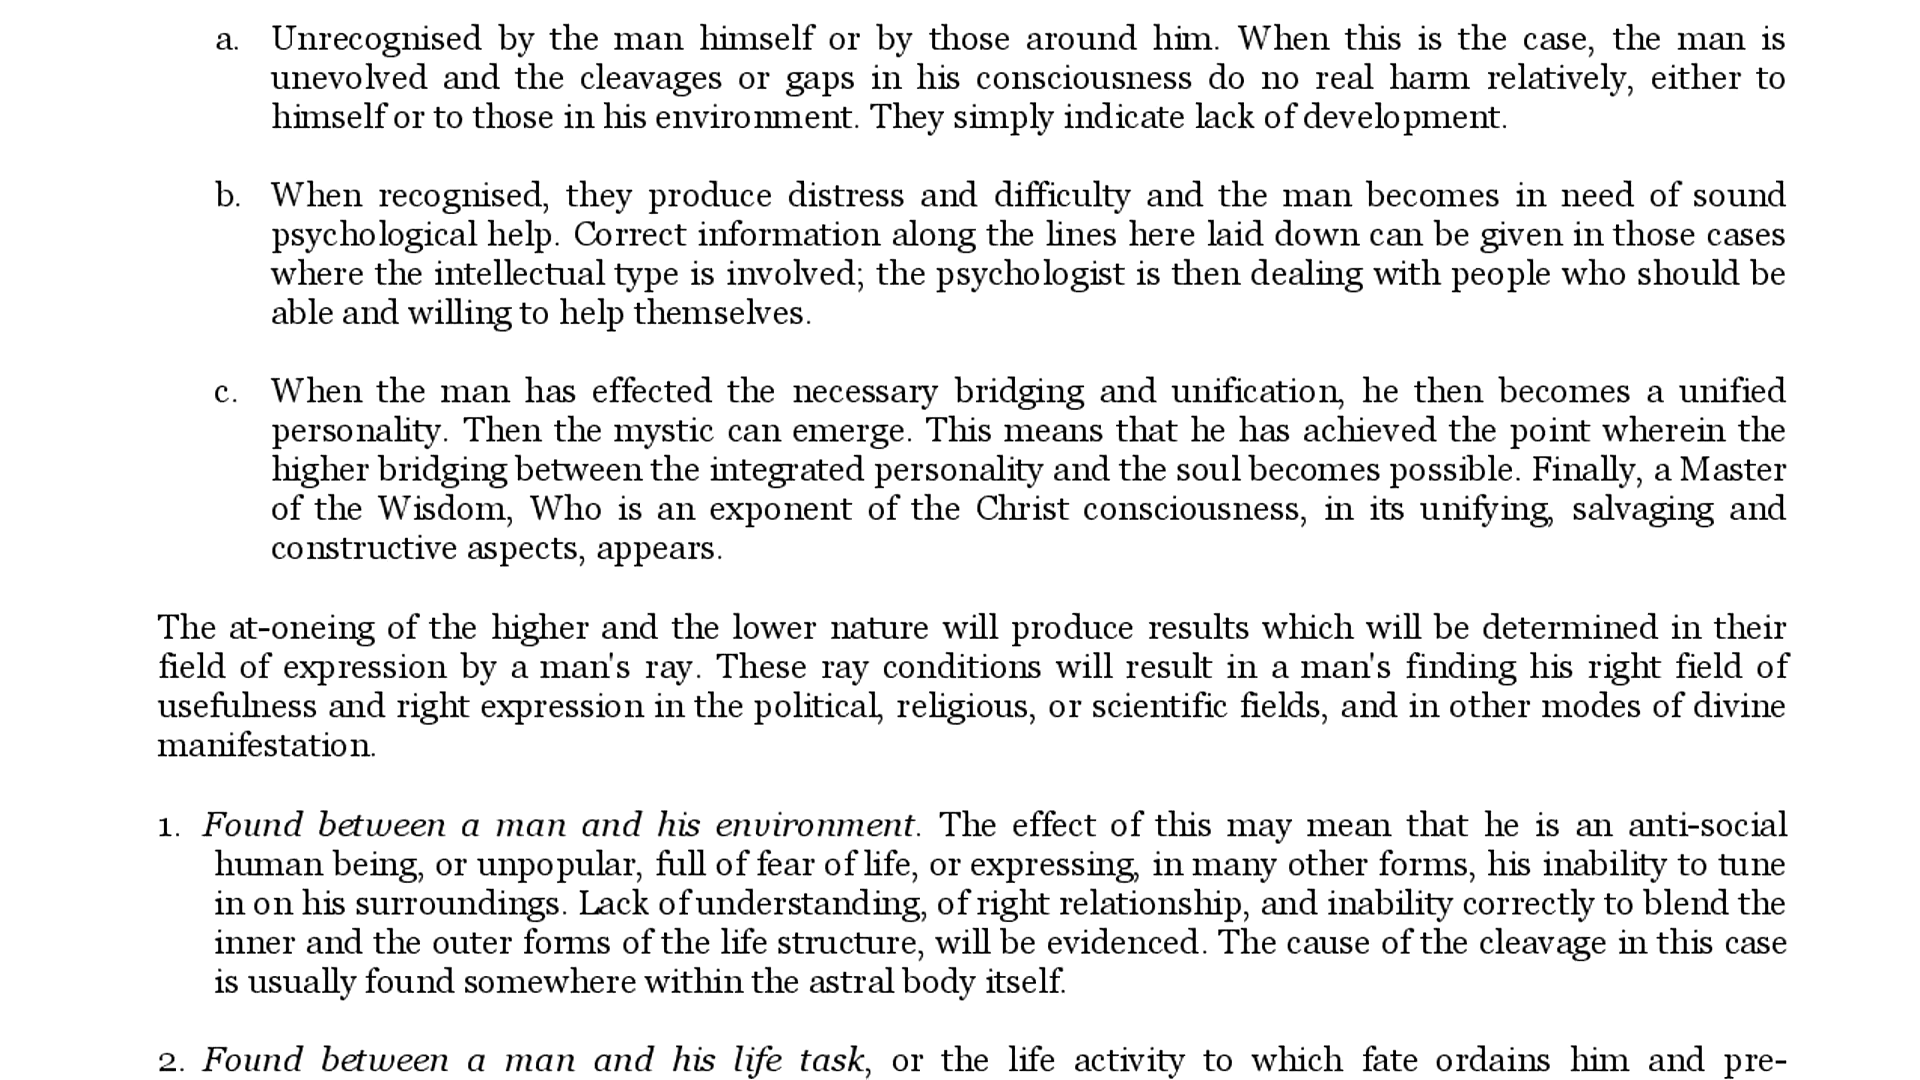 a. Unrecognised by the man himself or by those around him. When this is the case, the man is
unevolved and the cleavages or gaps in his consciousness do no real harm relatively, either to
himself or to those in his environment. They simply indicate lack of development.
b. When recognised, they produce distress and difficulty and the man becomes in need of sound
psychological help. Correct information along the lines here laid down can be given in those cases
where the intellectual type is involved; the psychologist is then dealing with people who should be
able and willing to help themselves.
c. When the man has effected the necessary bridging and unification, he then becomes a unified
personality. Then the mystic can emerge. This means that he has achieved the point wherein the
higher bridging between the integrated personality and the soul becomes possible. Finally, a Master
of the Wisdom, Who is an exponent of the Christ consciousness, in its unifying, salvaging and
constructive aspects, appears.
The at-oneing of the higher and the lower nature will produce results which will be determined in their
field of expression by a man's ray. These ray conditions will result in a man's finding his right field of
usefulness and right expression in the political, religious, or scientific fields, and in other modes of divine
manifestation.
1. Found between a man and his environment. The effect of this may mean that he is an anti-social
human being, or unpopular, full of fear of life, or expressing, in many other forms, his inability to tune
in on his surroundings. Lack of understanding, of right relationship, and inability correctly to blend the
inner and the outer forms of the life structure, will be evidenced. The cause of the cleavage in this case
is usually found somewhere within the astral body itself.
2. Found between a man and his life task, or the life activity to which fate ordains him and pre-